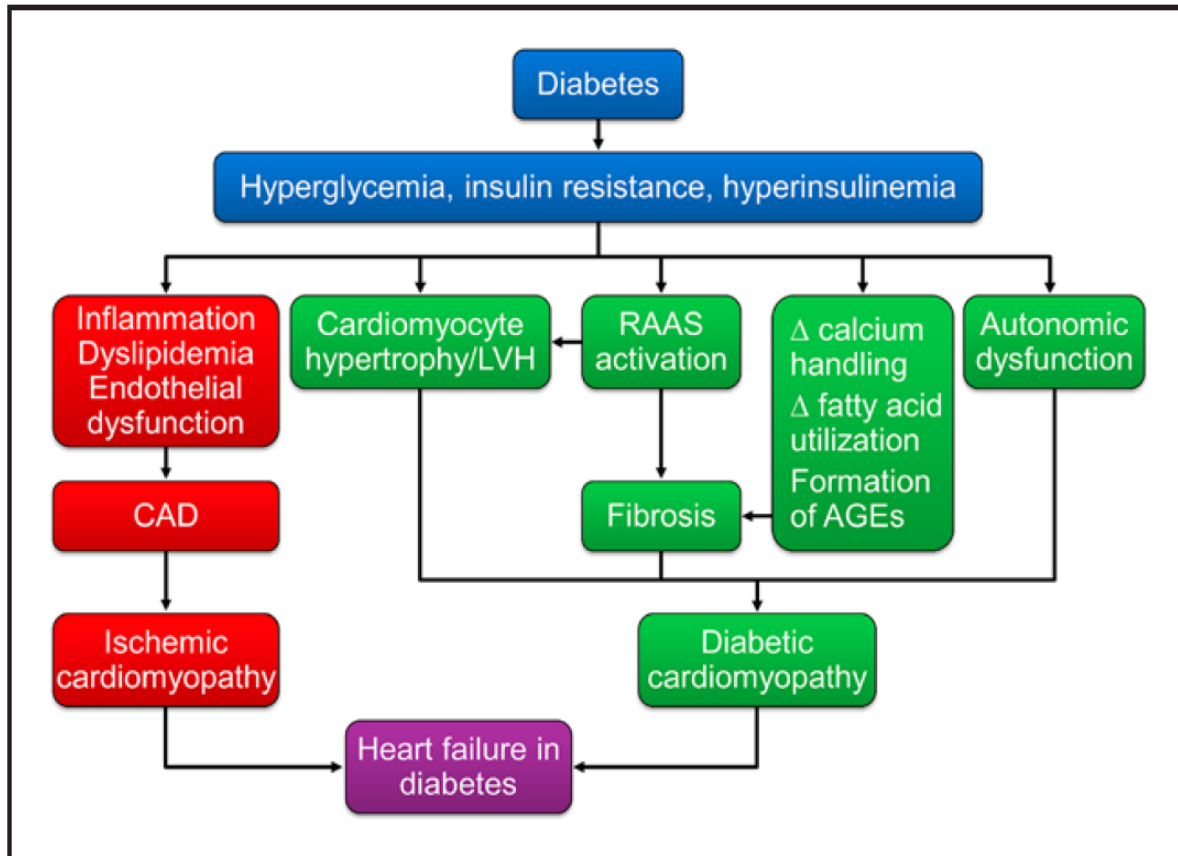 Diabetes
Hyperglycemia, insulin resistance, hyperinsulinemia
Inflammation
Dyslipidemia
Endothelial
dysfunction
Cardiomyocyte
hypertrophy/LVH
RAAS
activation
Δ calcium
handling
Δ fatty acid
utilization
Formation
of AGEs
Autonomic
dysfunction
CAD
Fibrosis
Ischemic
cardiomyopathy
Diabetic
cardiomyopathy
Heart failure in
diabetes